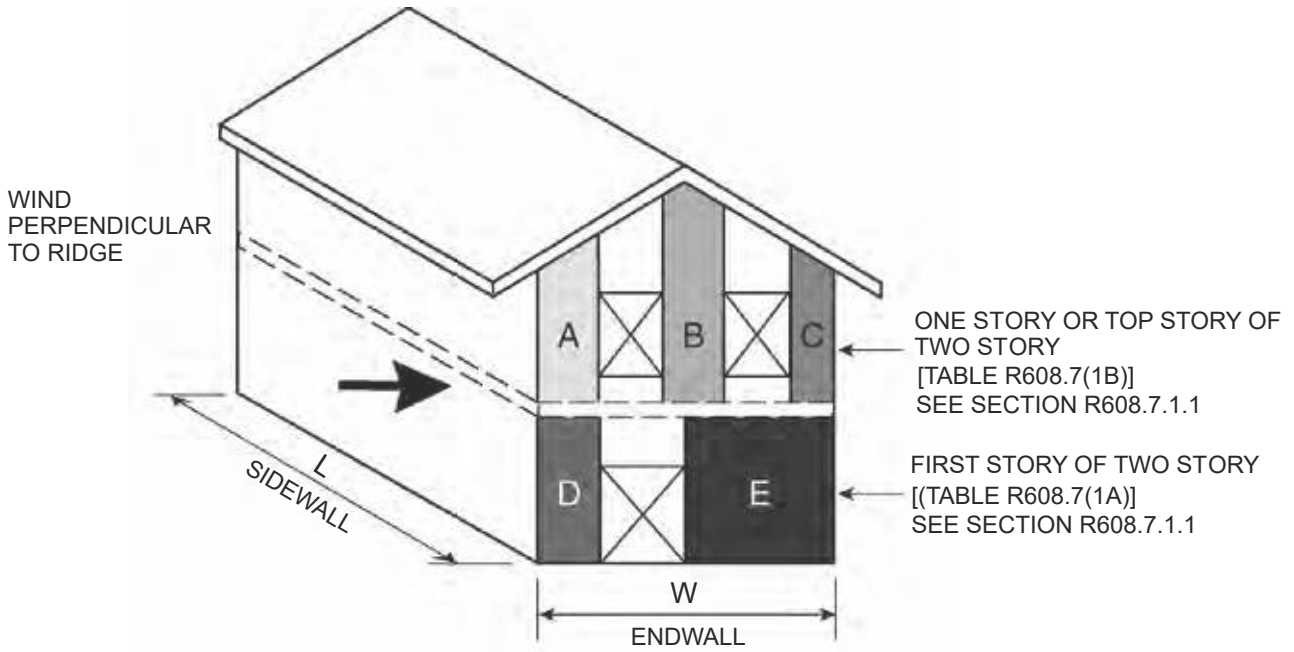 WIND
PERPENDICULAR
TO RIDGE
A
B
C
ONE STORY OR TOP STORY OF
TWO STORY
[TABLE R608.7(1B)]
SEE SECTION R608.7.1.1
D
E
FIRST STORY OF TWO STORY
[(TABLE R608.7(1A)]
SEE SECTION R608.7.1.1
L
SIDEWALL
W
ENDWALL